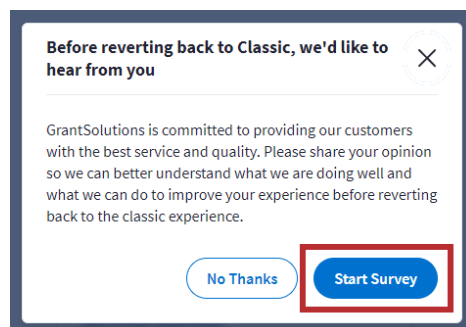 Before reverting back to Classic, we'd like to
hear from you
GrantSolutions is committed to providing our customers
with the best service and quality. Please share your opinion
so we can better understand what we are doing well and
what we can do to improve your experience before reverting
back to the classic experience.
No Thanks
Start Survey